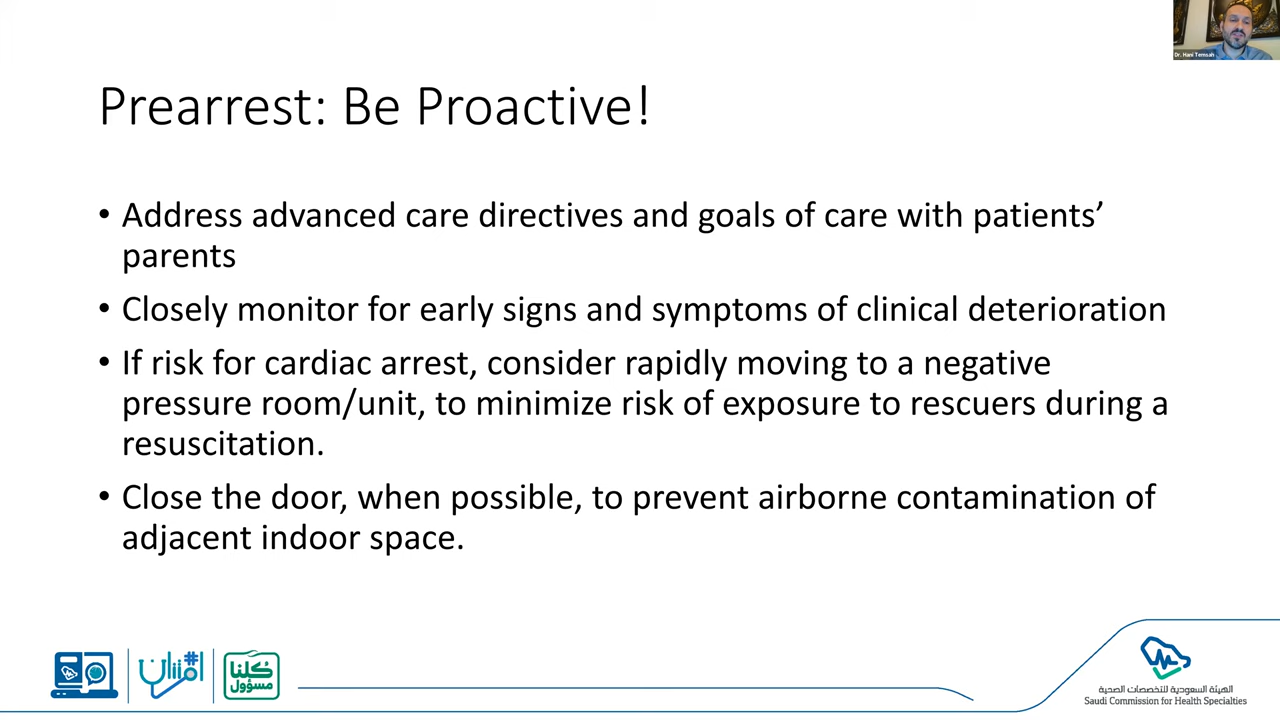 Dr. Hani Temsah
Prearrest: Be Proactive!
• Address advanced care directives and goals of care with patients’
parents
• Closely monitor for early signs and symptoms of clinical deterioration
• If risk for cardiac arrest, consider rapidly moving to a negative
pressure room/unit, to minimize risk of exposure to rescuers during a
resuscitation.
• Close the door, when possible, to prevent airborne contamination of
adjacent indoor space.
كلنا
مسؤول
الهيئة السعودية للتخصصات الصحية
Saudi Commission for Health Specialties